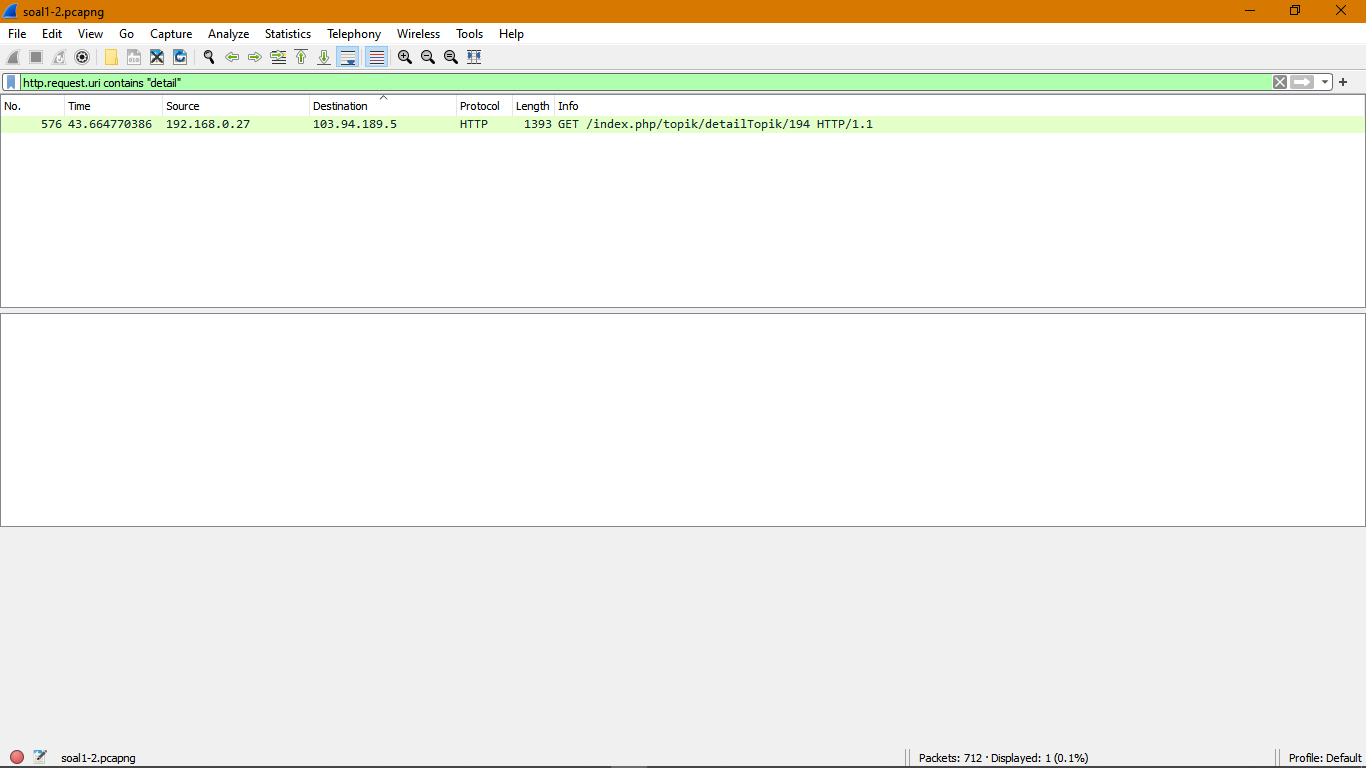 soal1-2.pcapng
File Edit View Go Capture Analyze Statistics Telephony Wireless Tools Help
http.request.uri contains "detail"
No. Time Source Destination Protocol Length Info
576 43.664770386 192.168.0.27 103.94.189.5 HTTP 1393 GET /index.php/topik/detailTopik/194 HTTP/1.1
soal1-2.pcapng Packets: 712 · Displayed: 1 (0.1%) Profile: Default